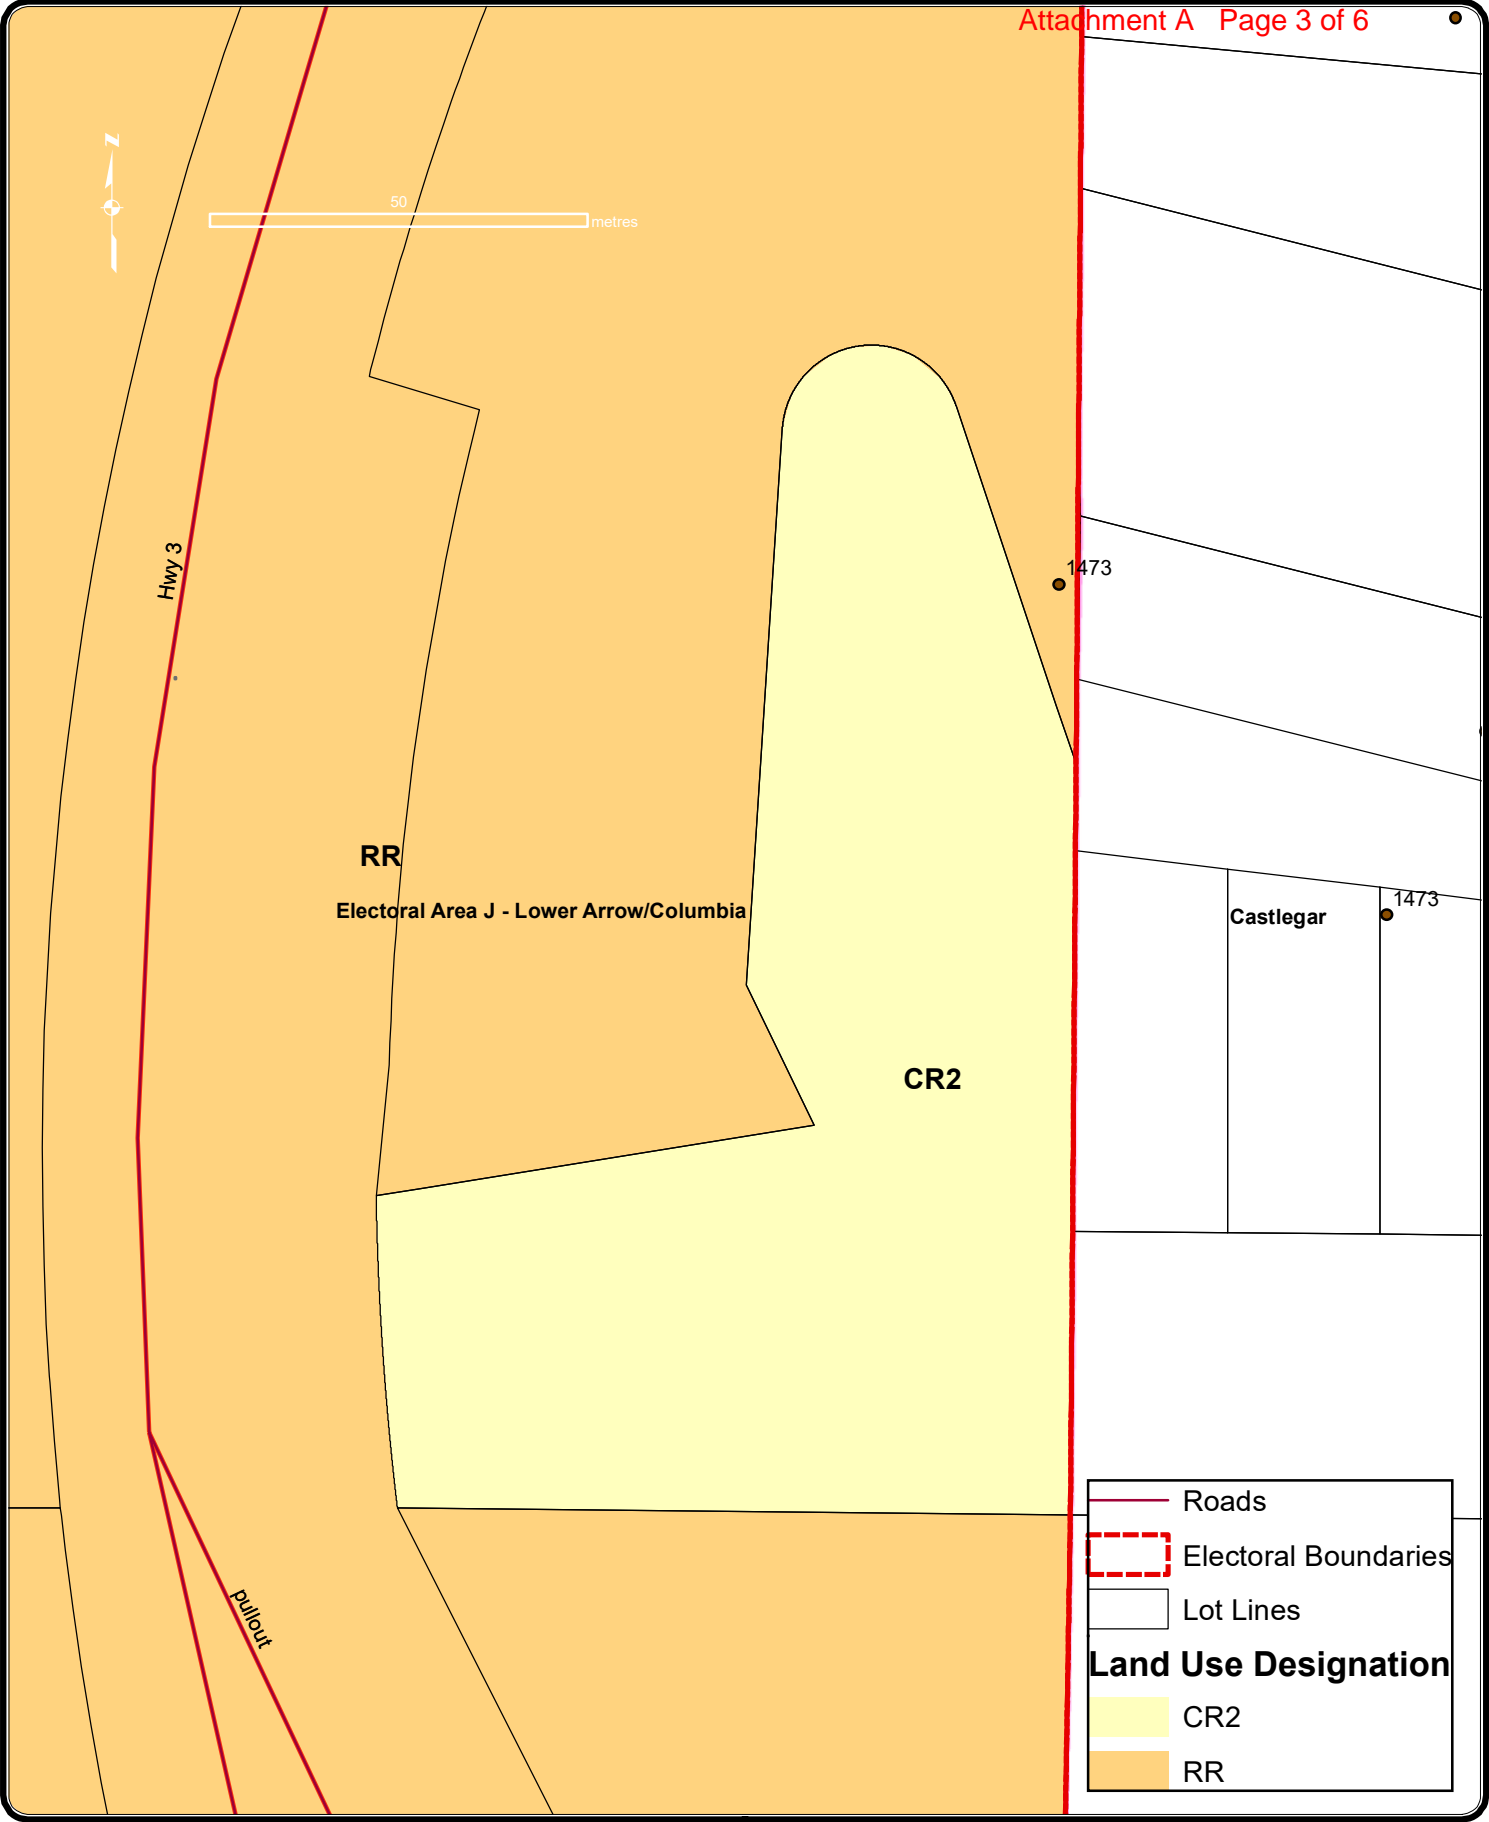 Attachment A Page 3 of 6
N
50
metres
Hwy 3
1473
RR
Electoral Area J - Lower Arrow/Columbia
1473
Castlegar
CR2
pullout
Roads
Electoral Boundaries
Lot Lines
Land Use Designation
CR2
RR